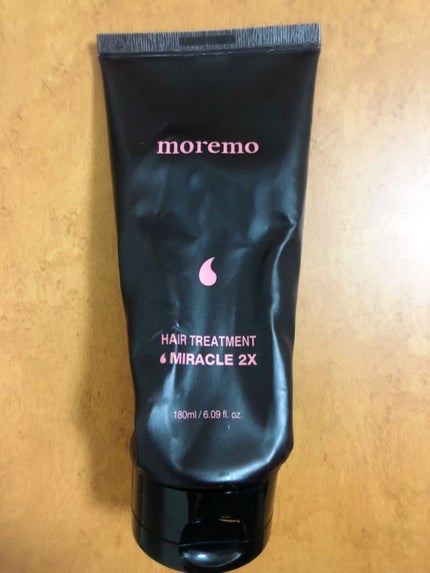 moremo
HAIR TREATMENT
MIRACLE 2X
180ml / 6.09 fl. oz.